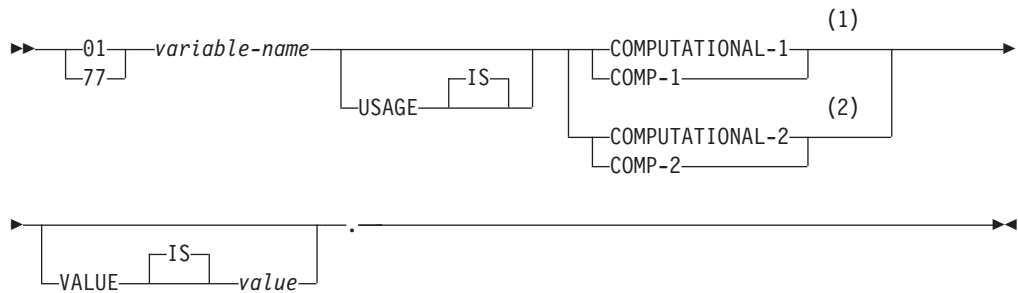 (1)
01 variable-name COMPUTATIONAL-1
77 IS COMP-1
USAGE (2)
COMPUTATIONAL-2
COMP-2
.
IS
VALUE value